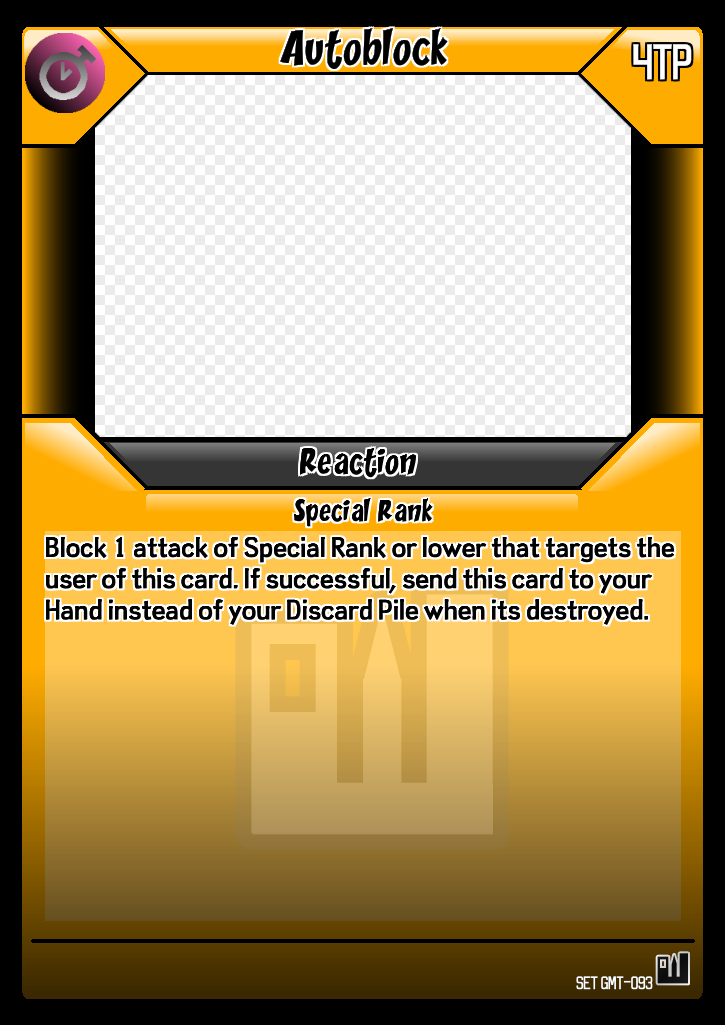 Autoblock
4TP
Reaction
Special Rank
Block 1 attack of Special Rank or lower that targets the
user of this card. If successful, send this card to your
Hand instead of your Discard Pile when its destroyed.
SET GMT-093